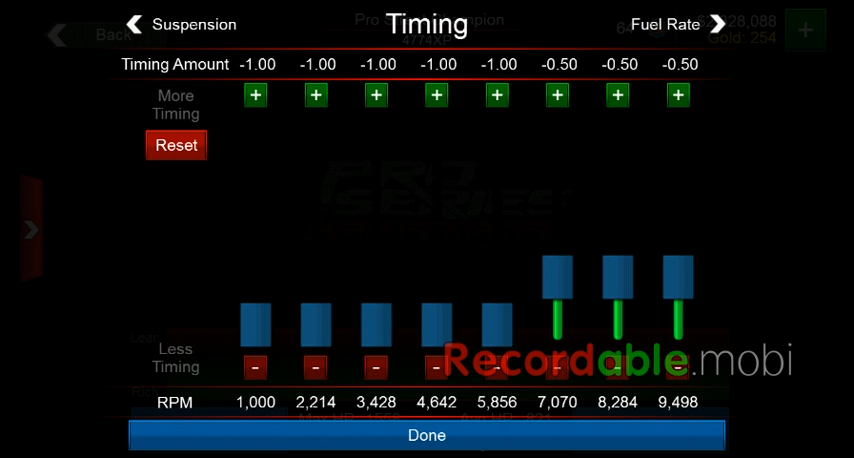 Suspension
Timing
Fuel Rate
Back
4774XP
Gold: 254
Timing Amount -1.00 -1.00 -1.00 -1.00 -1.00 -0.50 -0.50 -0.50
More
Timing
+ + + + + + + +
Reset
Less
Timing
- - - - - - - -
Recordable.mobi
RPM 1,000 2,214 3,428 4,642 5,856 7,070 8,284 9,498
Done